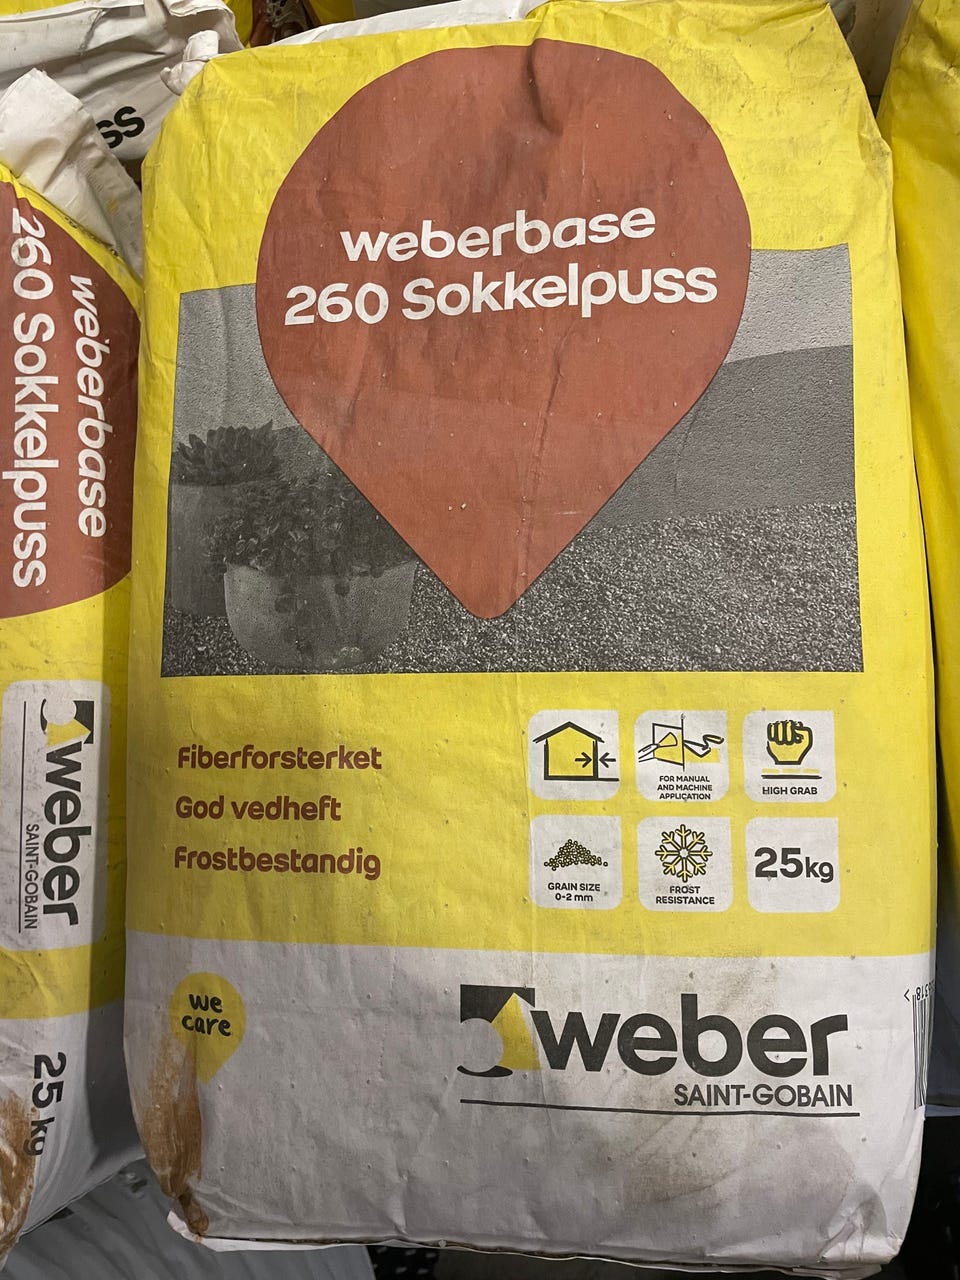 ss
weberbase
260 Sokkelpuss
weberbase
260 Sokkelpuss
Fiberforsterket
God vedheft
Frostbestandig
FOR MANUAL
AND MACHINE
APPLICATION
HIGH GRAB
GRAIN SIZE
0-2 mm
FROST
RESISTANCE
25kg
we
care
weber
SAINT-GOBAIN
weber
SAINT-GOBAIN
25 kg